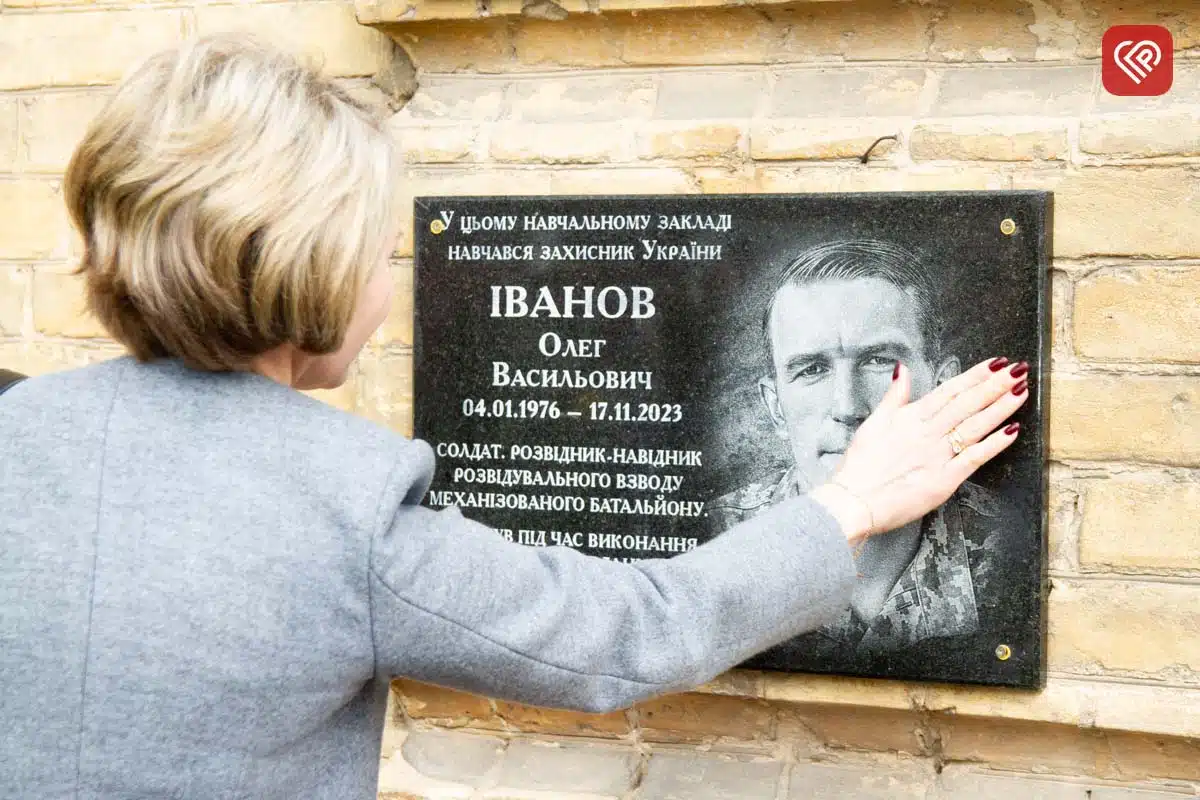 У ЦЬОМУ НАВЧАЛЬНОМУ ЗАКЛАДІ
НАВЧАВСЯ ЗАХИСНИК УКРАЇНИ
ІВАНОВ
ОЛЕГ
ВАСИЛЬОВИЧ
04.01.1976 – 17.11.2023
СОЛДАТ. РОЗВІДНИК-НАВІДНИК
РОЗВІДУВАЛЬНОГО ВЗВОДУ
МЕХАНІЗОВАНОГО БАТАЛЬЙОНУ.
ПІД ЧАС ВИКОНАННЯ